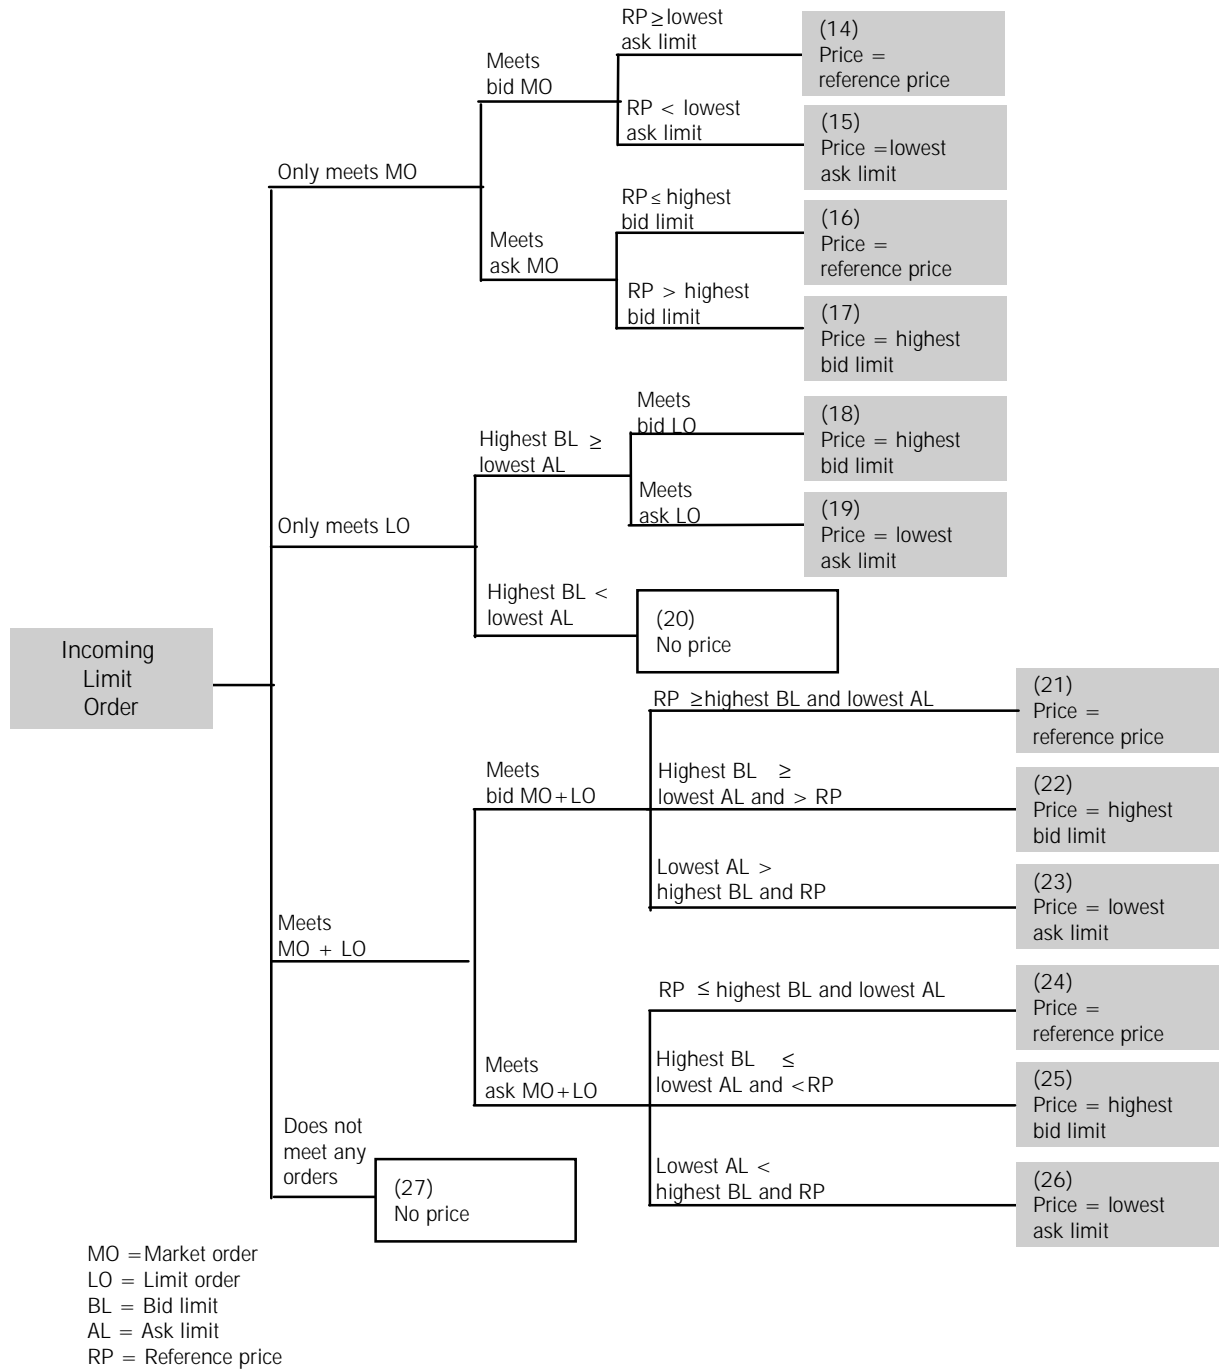 RP ≥ lowest
ask limit
(14)
Price =
reference price
Meets
bid MO
RP < lowest
ask limit
(15)
Price =lowest
ask limit
Only meets MO
RP ≤ highest
bid limit
(16)
Price =
reference price
Meets
ask MO
RP > highest
bid limit
(17)
Price = highest
bid limit
Meets
bid LO
(18)
Price = highest
bid limit
Highest BL ≥
lowest AL
Meets
ask LO
(19)
Price = lowest
ask limit
Only meets LO
Highest BL <
lowest AL
(20)
No price
Incoming
Limit
Order
RP ≥highest BL and lowest AL
(21)
Price =
reference price
Meets
bid MO+LO
Highest BL ≥
lowest AL and > RP
(22)
Price = highest
bid limit
Lowest AL >
highest BL and RP
(23)
Price = lowest
ask limit
Meets
MO + LO
RP ≤ highest BL and lowest AL
(24)
Price =
reference price
Meets
ask MO+LO
Highest BL ≤
lowest AL and <RP
(25)
Price = highest
bid limit
Lowest AL <
highest BL and RP
(26)
Price = lowest
ask limit
Does not
meet any
orders
(27)
No price
MO =Market order
LO = Limit order
BL = Bid limit
AL = Ask limit
RP = Reference price